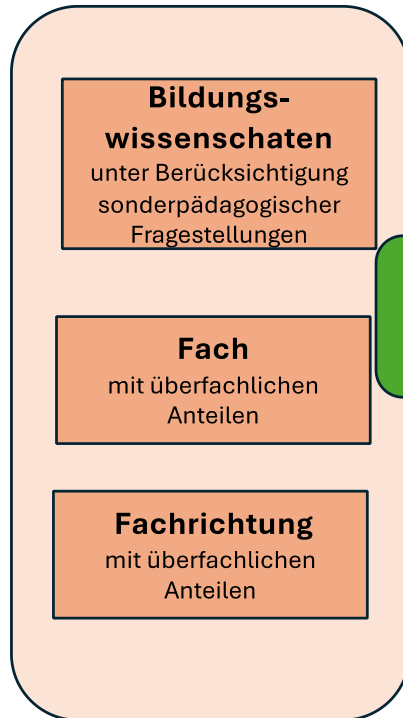 Bildungs-
wissenschaten
unter Berücksichtigung
sonderpädagogischer
Fragestellungen
Fach
mit überfachlichen
Anteilen
Fachrichtung
mit überfachlichen
Anteilen